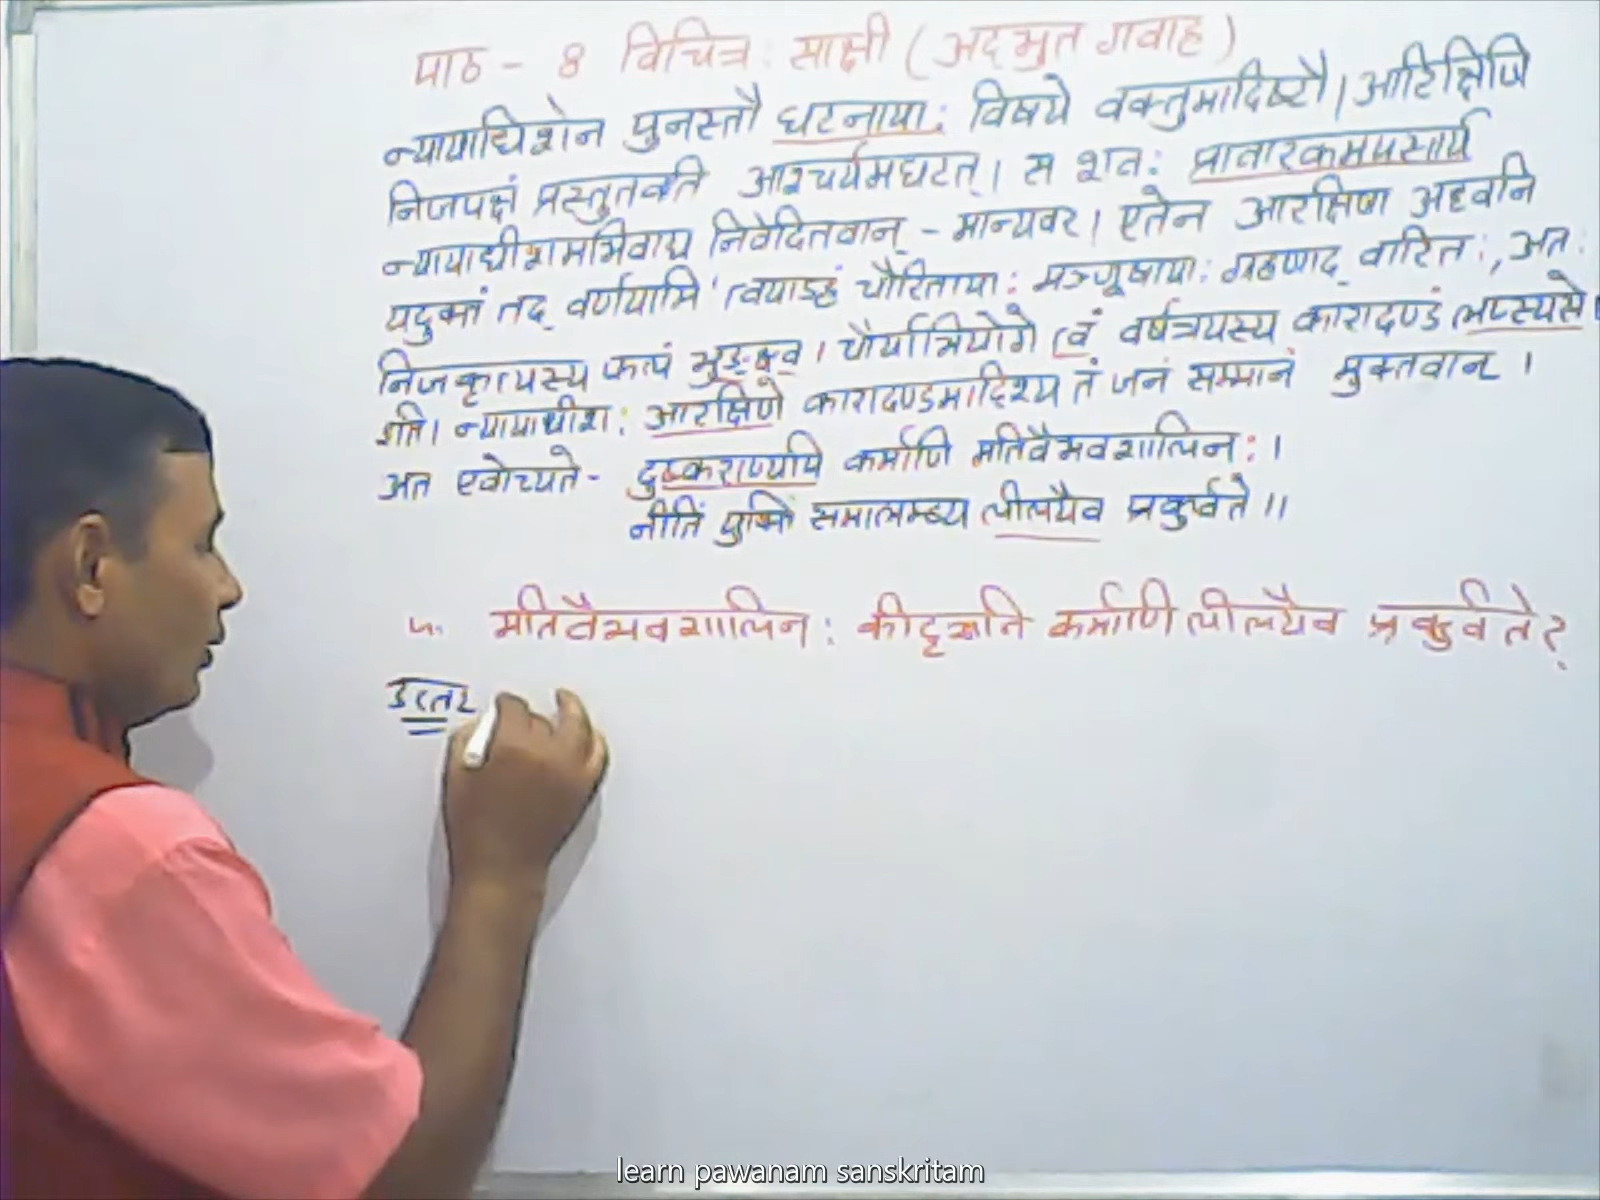 पाठ - 8 विचित्र: साक्षी (अदभुत गवाह)
न्यायाधिशेन पुनस्तौ घटनाया: विषये वक्तुमादिष्टौ। आरक्षिणि
निजपक्षं प्रस्तुतवति आश्चर्यमघटत्। स शव: प्रावारकमपसार्य
न्यायाधीशमभिवाद्य निवेदितवान् - मान्यवर। एतेन आरक्षिणा अध्वनि
यदुक्तं तद् वर्णयामि 'त्वयाऽहं चौरिताया: मञ्जूषाया: ग्रहणाद् वारित:, अत:
निजकृत्यस्य फलं भुङ्क्ष्व। चौर्याभियोगे त्वं वर्षत्रयस्य कारादण्डं लप्स्यसे।
इति। न्यायाधीश: आरक्षिणे कारादण्डमादिश्य तं जनं सम्मानं मुक्तवान्।
अत एवोच्यते- दुष्कराण्यपि कर्माणि मतिवैभवशालिन:।
नीतिं युक्तिं समालम्ब्य लीलयैव प्रकुर्वते॥
५. मतिवैभवशालिन: कीदृशानि कर्माणि लीलयैव प्रकुर्वते?
उत्तर
learn pawanam sanskritam